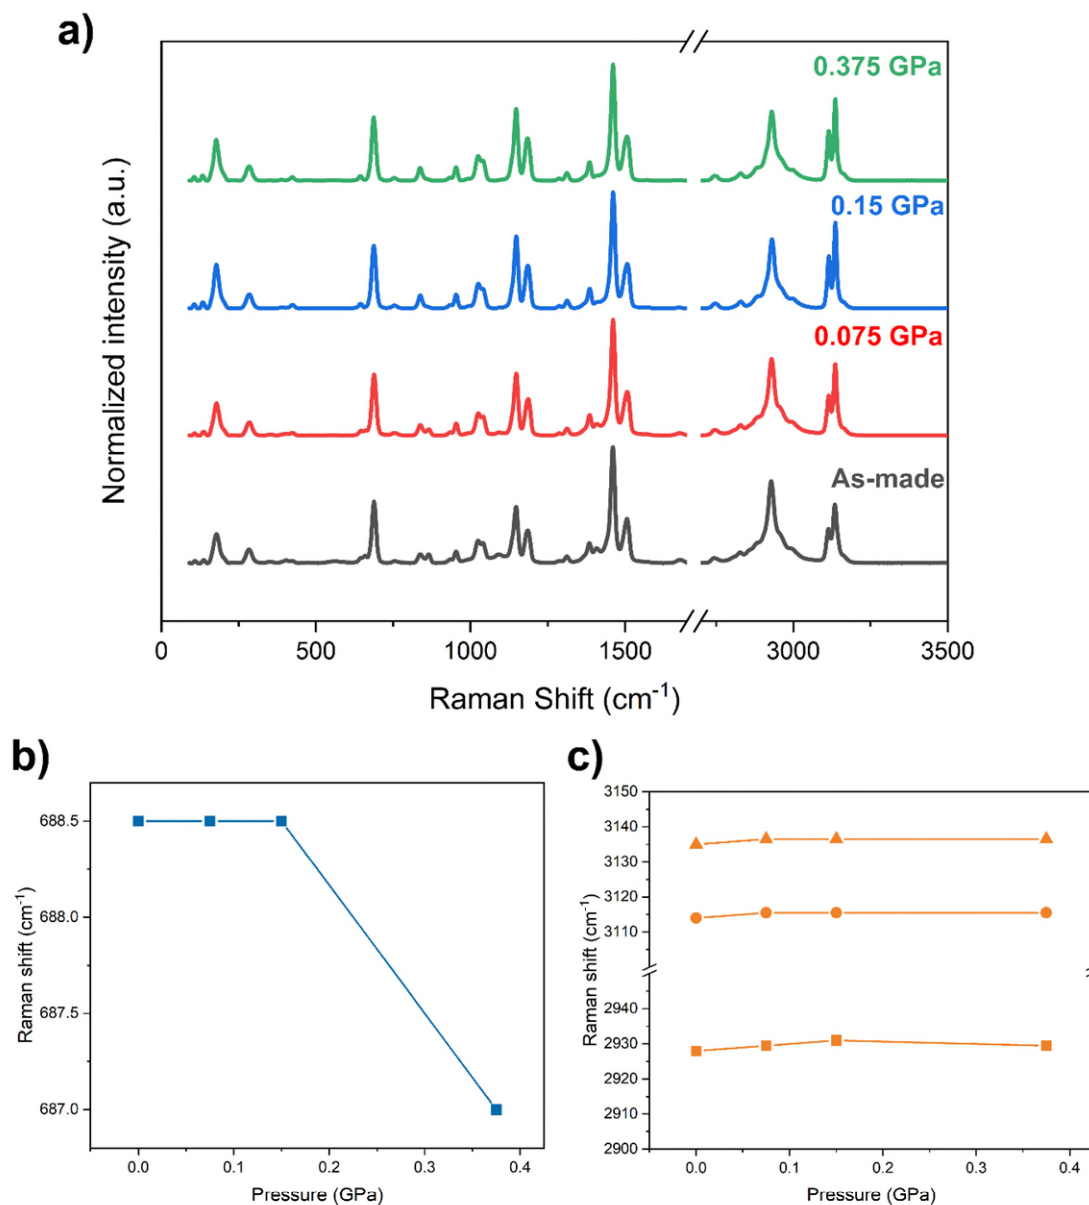 a)
0.375 GPa
0.15 GPa
0.075 GPa
As-made
Normalized intensity (a.u.)
0 500 1000 1500 3000 3500
Raman Shift (cm⁻¹)
b)
688.5
688.0
687.5
687.0
Raman shift (cm⁻¹)
0.0 0.1 0.2 0.3 0.4
Pressure (GPa)
c)
3150
3140
3130
3120
3110
2940
2930
2920
2910
2900
Raman shift (cm⁻¹)
0.0 0.1 0.2 0.3 0.4
Pressure (GPa)